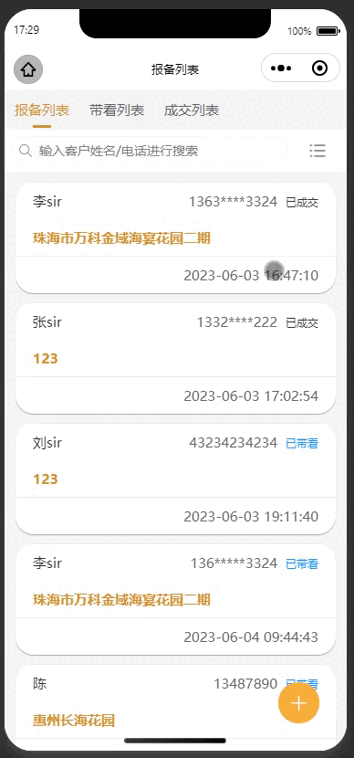 17:29
100%
报备列表
报备列表 带看列表 成交列表
输入客户姓名/电话进行搜索
李sir 1363****3324 已成交
珠海市万科金域海宴花园二期
2023-06-03 16:47:10
张sir 1332****222 已成交
123
2023-06-03 17:02:54
刘sir 43234234234 已带看
123
2023-06-03 19:11:40
李sir 136*****3324 已带看
珠海市万科金域海宴花园二期
2023-06-04 09:44:43
陈 13487890 已带看
惠州长海花园